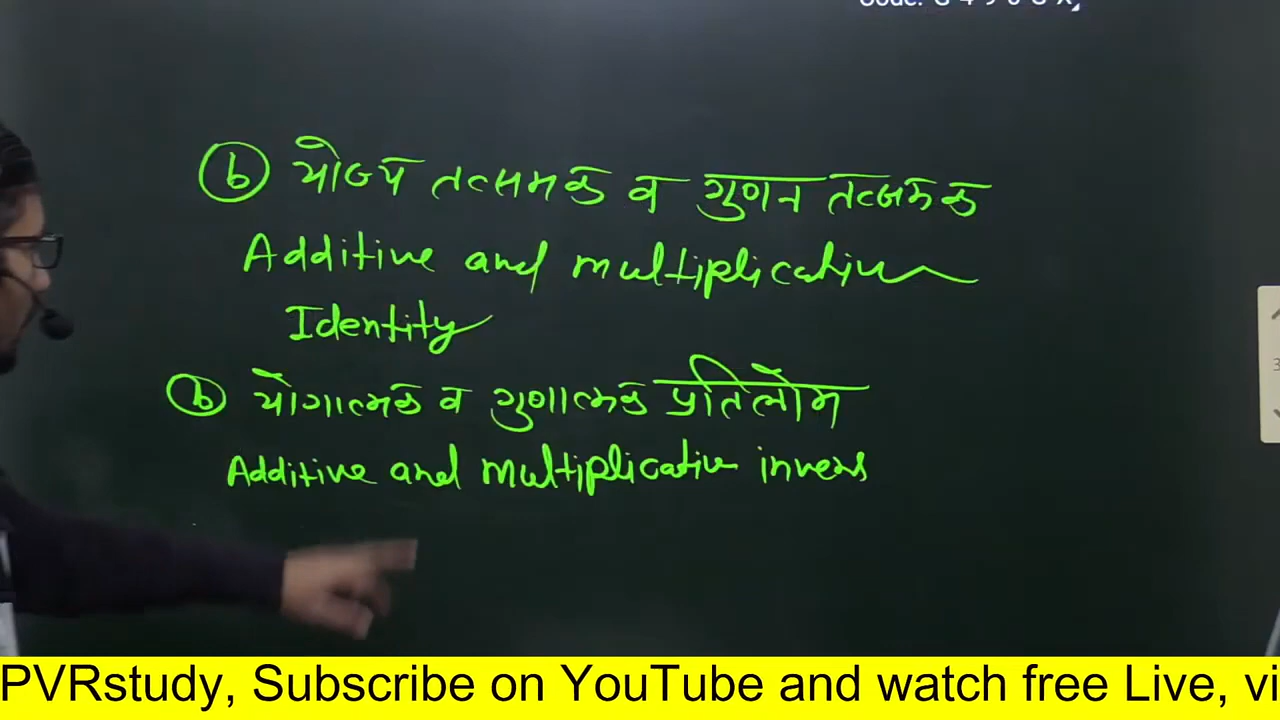 ⓑ योज्य तत्समक व गुणन तत्समक
Additive and multiplicative
Identity
ⓑ योगात्मक व गुणात्मक प्रतिलोम
Additive and multiplicative invers
PVRstudy, Subscribe on YouTube and watch free Live, vi